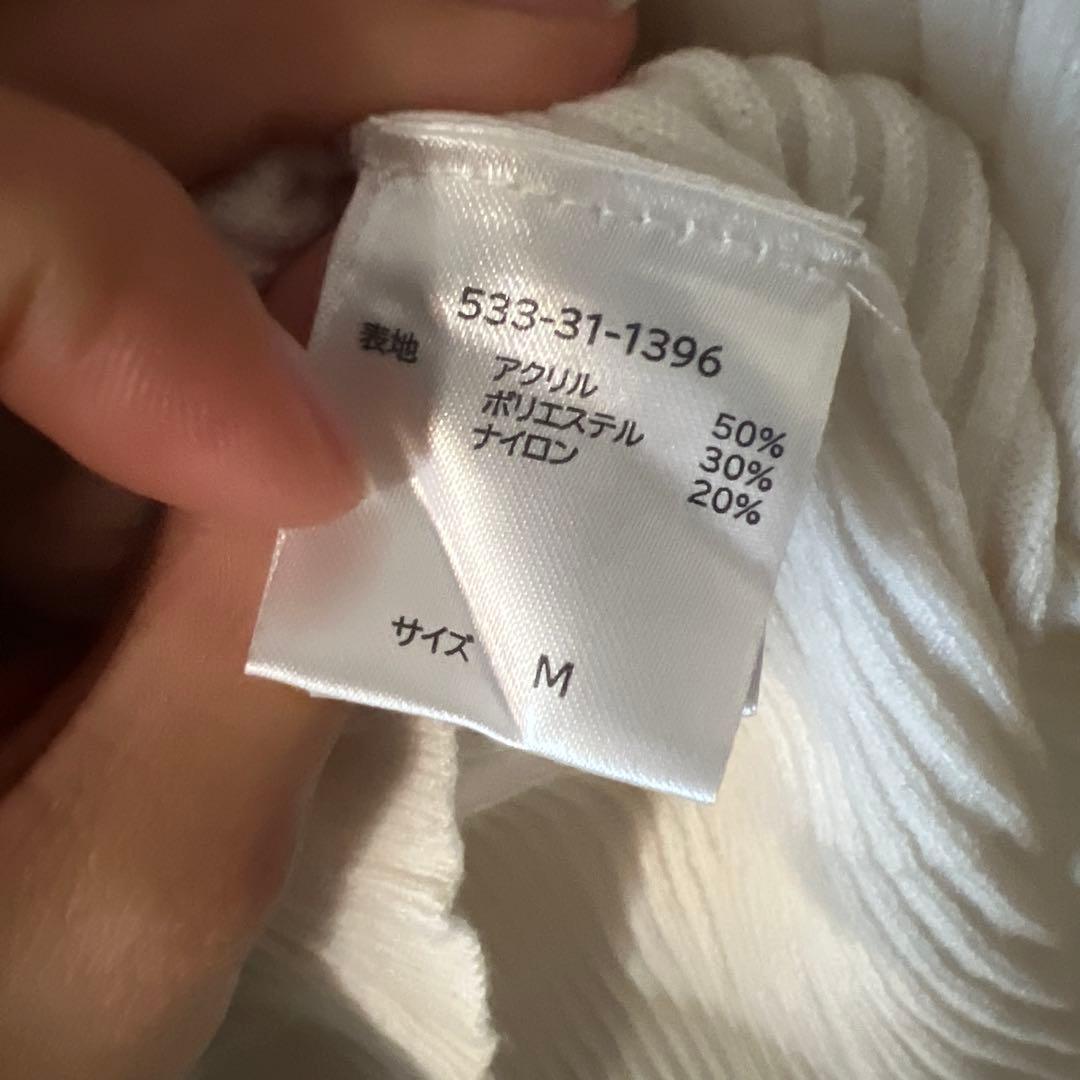 533-31-1396
表地 アクリル 50%
ポリエステル 30%
ナイロン 20%
サイズ M